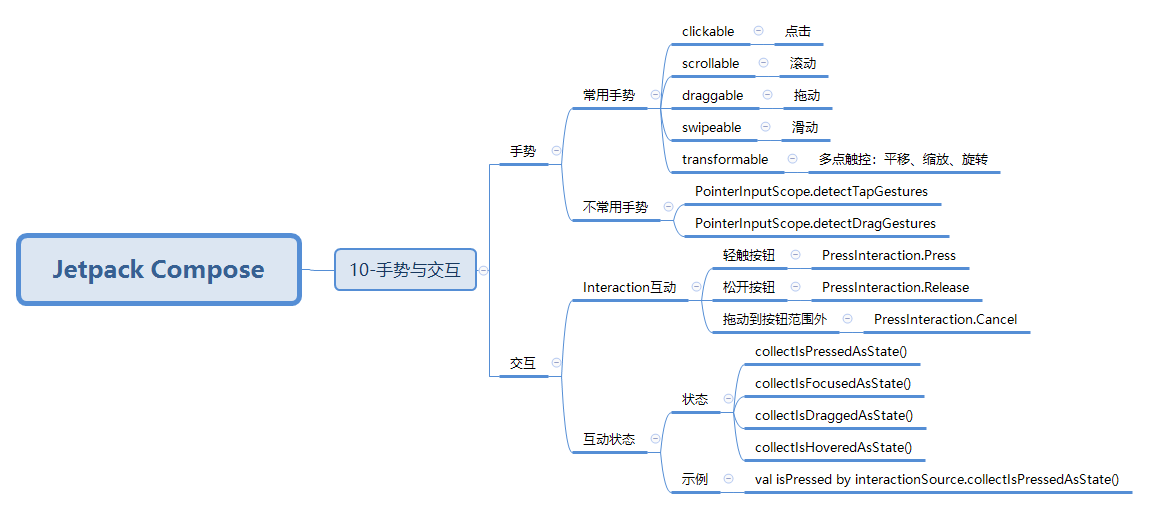 Jetpack Compose
10-手势与交互
手势
常用手势
clickable
点击
scrollable
滚动
draggable
拖动
swipeable
滑动
transformable
多点触控：平移、缩放、旋转
不常用手势
PointerInputScope.detectTapGestures
PointerInputScope.detectDragGestures
交互
Interaction互动
轻触按钮
PressInteraction.Press
松开按钮
PressInteraction.Release
拖动到按钮范围外
PressInteraction.Cancel
互动状态
状态
collectIsPressedAsState()
collectIsFocusedAsState()
collectIsDraggedAsState()
collectIsHoveredAsState()
示例
val isPressed by interactionSource.collectIsPressedAsState()